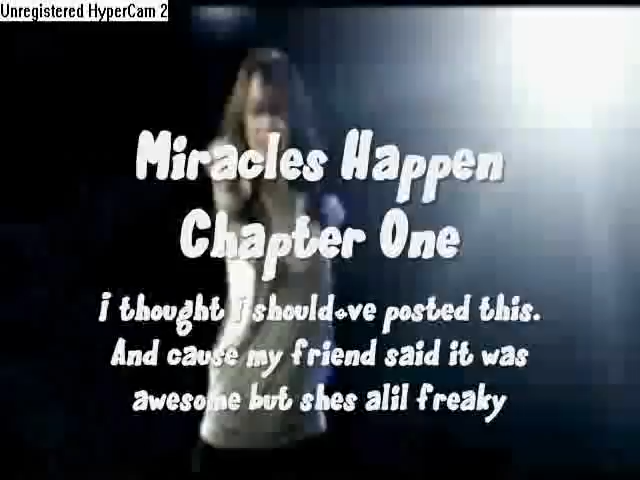 Unregistered HyperCam 2
Miracles Happen
Chapter One
i thought i should↔ve posted this.
And cause my friend said it was
awesome but shes alil freaky